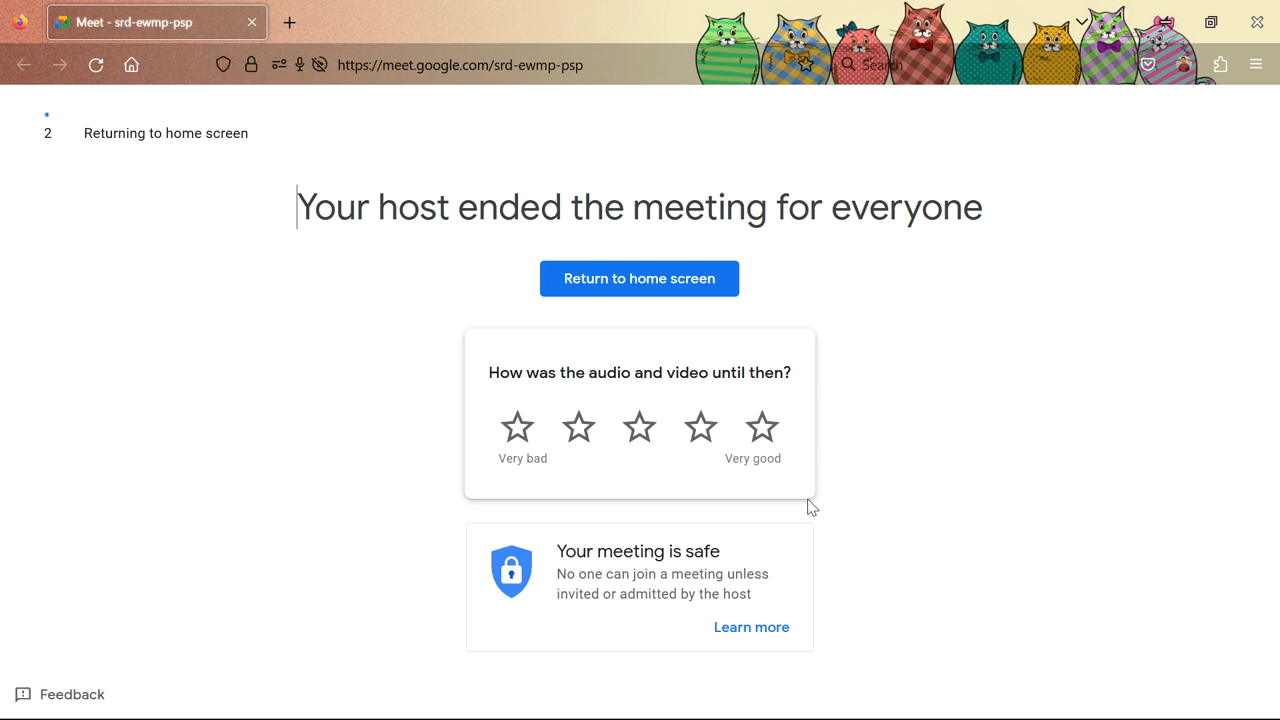 Meet - srd-ewmp-psp
https://meet.google.com/srd-ewmp-psp
Search
2 Returning to home screen
Your host ended the meeting for everyone
Return to home screen
How was the audio and video until then?
Very bad Very good
Your meeting is safe
No one can join a meeting unless
invited or admitted by the host
Learn more
Feedback